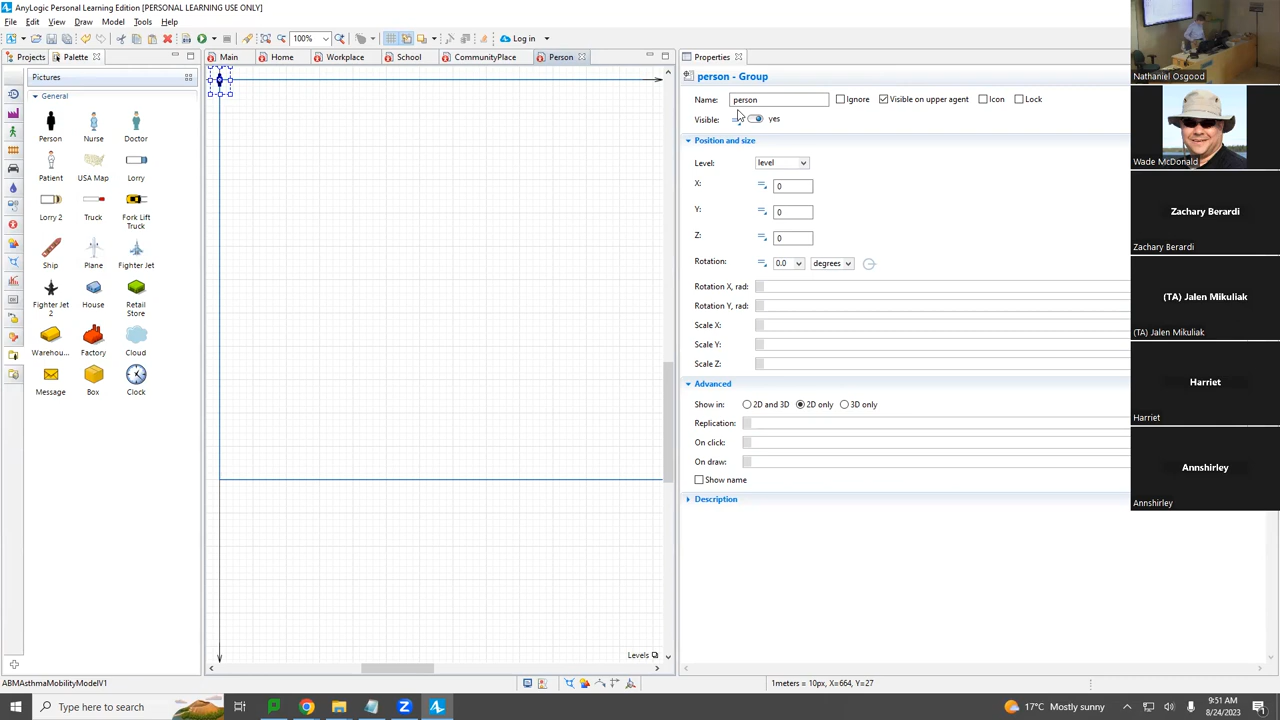 AnyLogic Personal Learning Edition [PERSONAL LEARNING USE ONLY]
File Edit View Draw Model Tools Help
100% Log in
Projects Palette Main Home Workplace School CommunityPlace Person Properties
Pictures
General
Person Nurse Doctor
Patient USA Map Lorry
Lorry 2 Truck Fork Lift Truck
Ship Plane Fighter Jet
Fighter Jet 2 House Retail Store
Warehou... Factory Cloud
Message Box Clock
Levels
person - Group
Name: person Ignore Visible on upper agent Icon Lock
Visible: yes
Position and size
Level: level
X: 0
Y: 0
Z: 0
Rotation: 0.0 degrees
Rotation X, rad:
Rotation Y, rad:
Scale X:
Scale Y:
Scale Z:
Advanced
Show in: 2D and 3D 2D only 3D only
Replication:
On click:
On draw:
Show name
Description
Nathaniel Osgood
Wade McDonald
Zachary Berardi
Zachary Berardi
(TA) Jalen Mikuliak
(TA) Jalen Mikuliak
Harriet
Harriet
Annshirley
Annshirley
ABMAsthmaMobilityModelV1
1meters = 10px, X=664, Y=27
Type here to search
17°C Mostly sunny
9:51 AM
8/24/2023
1